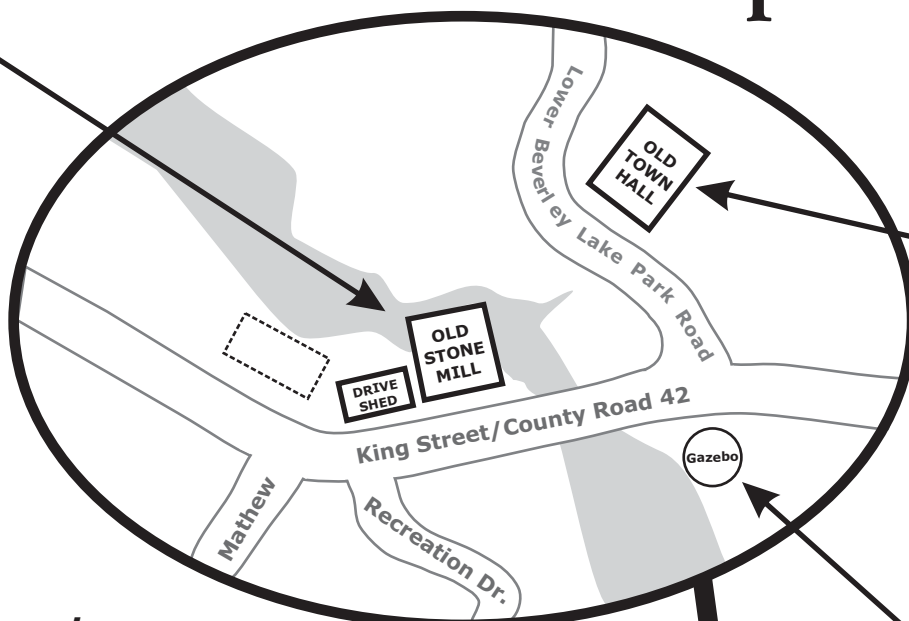 Lower Beverley Lake Park Road
OLD
TOWN
HALL
OLD
STONE
MILL
DRIVE
SHED
King Street/County Road 42
Gazebo
Mathew
Recreation Dr.